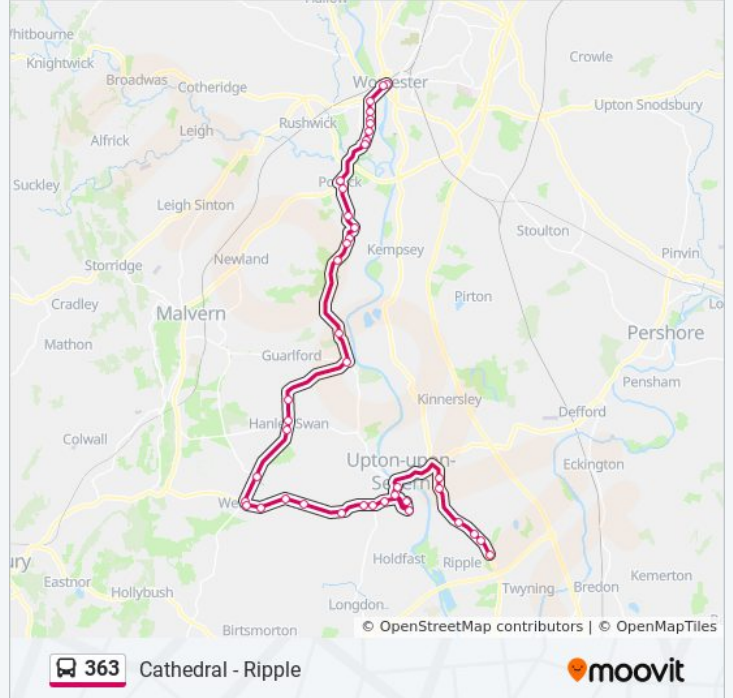 Whitbourne
Knightwick
Broadwas
Cotheridge
Worcester
Crowle
Upton Snodsbury
Rushwick
Leigh
Alfrick
Suckley
Leigh Sinton
Stoulton
Kempsey
Pinvin
Newland
Storridge
Pirton
Cradley
Malvern
Pershore
Mathon
Guarlford
Pensham
Kinnersley
Defford
Hanley Swan
Colwall
Upton-upon-
Severn
Eckington
We
Holdfast
Ripple
Kemerton
Eastnor
Hollybush
Twyning
Bredon
Longdon
Birtsmorton
© OpenStreetMap contributors | © OpenMapTiles
363 Cathedral - Ripple
moovit